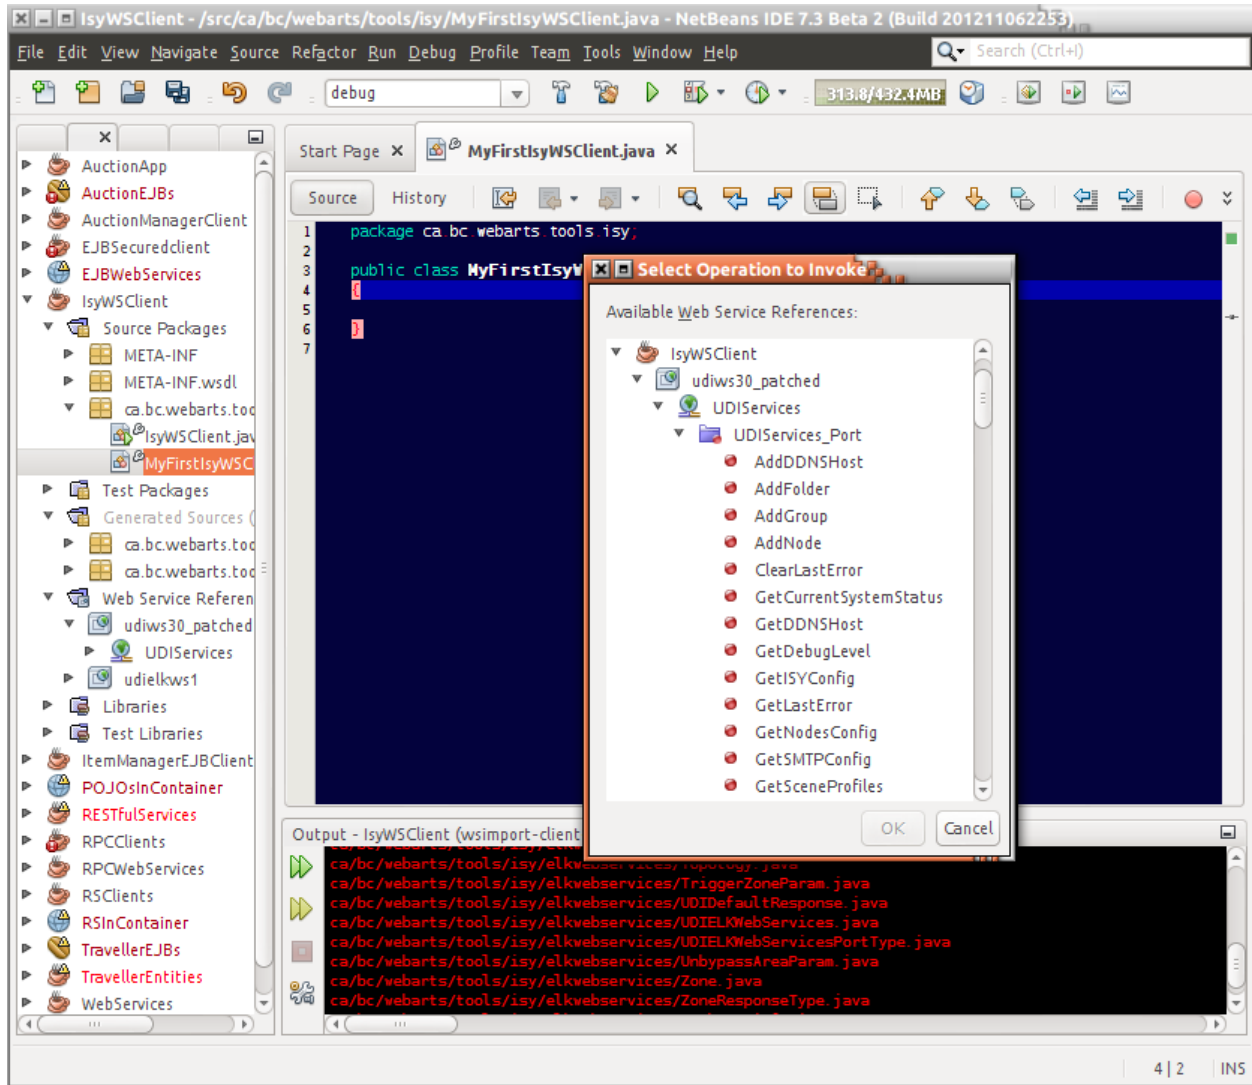 IsyWSClient - /src/ca/bc/webarts/tools/isy/MyFirstIsyWSClient.java - NetBeans IDE 7.3 Beta 2 (Build 201211062253)
File Edit View Navigate Source Refactor Run Debug Profile Team Tools Window Help
Search (Ctrl+I)
debug
313.8/432.4MB
AuctionApp
AuctionEJBs
AuctionManagerClient
EJBSecuredclient
EJBWebServices
IsyWSClient
Source Packages
META-INF
META-INF.wsdl
ca.bc.webarts.too
IsyWSClient.jav
MyFirstIsyWSC
Test Packages
Generated Sources (
ca.bc.webarts.too
ca.bc.webarts.too
Web Service Referen
udiws30_patched
UDIServices
udielkws1
Libraries
Test Libraries
ItemManagerEJBClient
POJOsInContainer
RESTfulServices
RPCClients
RPCWebServices
RSClients
RSInContainer
TravellerEJBs
TravellerEntities
WebServices
Start Page
MyFirstIsyWSClient.java
Source History
1 package ca.bc.webarts.tools.isy;
2
3 public class MyFirstIsyW
4 {
5
6 }
7
Select Operation to Invoke
Available Web Service References:
IsyWSClient
udiws30_patched
UDIServices
UDIServices_Port
AddDDNSHost
AddFolder
AddGroup
AddNode
ClearLastError
GetCurrentSystemStatus
GetDDNSHost
GetDebugLevel
GetISYConfig
GetLastError
GetNodesConfig
GetSMTPConfig
GetSceneProfiles
OK Cancel
Output - IsyWSClient (wsimport-client
ca/bc/webarts/tools/isy/elkwebservices/Topology.java
ca/bc/webarts/tools/isy/elkwebservices/TriggerZoneParam.java
ca/bc/webarts/tools/isy/elkwebservices/UDIDefaultResponse.java
ca/bc/webarts/tools/isy/elkwebservices/UDIELKWebServices.java
ca/bc/webarts/tools/isy/elkwebservices/UDIELKWebServicesPortType.java
ca/bc/webarts/tools/isy/elkwebservices/UnbypassAreaParam.java
ca/bc/webarts/tools/isy/elkwebservices/Zone.java
ca/bc/webarts/tools/isy/elkwebservices/ZoneResponseType.java
4|2 INS